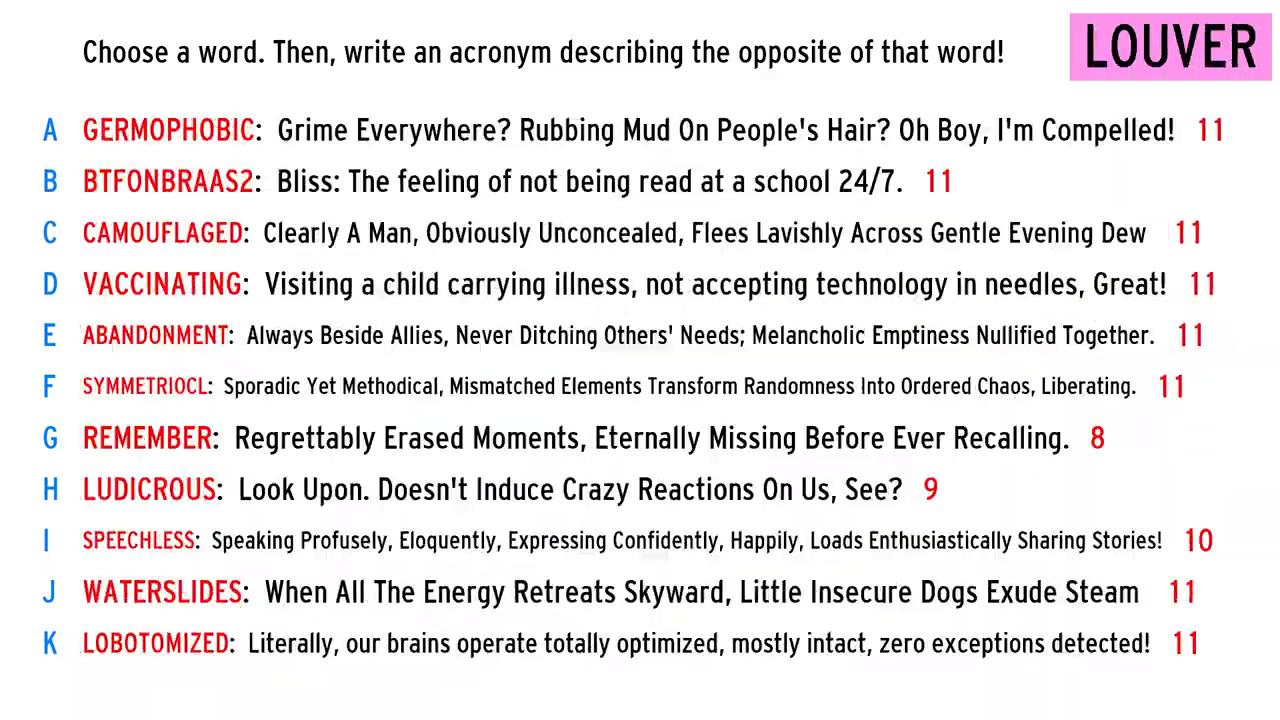 Choose a word. Then, write an acronym describing the opposite of that word!
LOUVER
A GERMOPHOBIC: Grime Everywhere? Rubbing Mud On People's Hair? Oh Boy, I'm Compelled! 11
B BTFONBRAAS2: Bliss: The feeling of not being read at a school 24/7. 11
C CAMOUFLAGED: Clearly A Man, Obviously Unconcealed, Flees Lavishly Across Gentle Evening Dew 11
D VACCINATING: Visiting a child carrying illness, not accepting technology in needles, Great! 11
E ABANDONMENT: Always Beside Allies, Never Ditching Others' Needs; Melancholic Emptiness Nullified Together. 11
F SYMMETRIOCL: Sporadic Yet Methodical, Mismatched Elements Transform Randomness Into Ordered Chaos, Liberating. 11
G REMEMBER: Regrettably Erased Moments, Eternally Missing Before Ever Recalling. 8
H LUDICROUS: Look Upon. Doesn't Induce Crazy Reactions On Us, See? 9
I SPEECHLESS: Speaking Profusely, Eloquently, Expressing Confidently, Happily, Loads Enthusiastically Sharing Stories! 10
J WATERSLIDES: When All The Energy Retreats Skyward, Little Insecure Dogs Exude Steam 11
K LOBOTOMIZED: Literally, our brains operate totally optimized, mostly intact, zero exceptions detected! 11